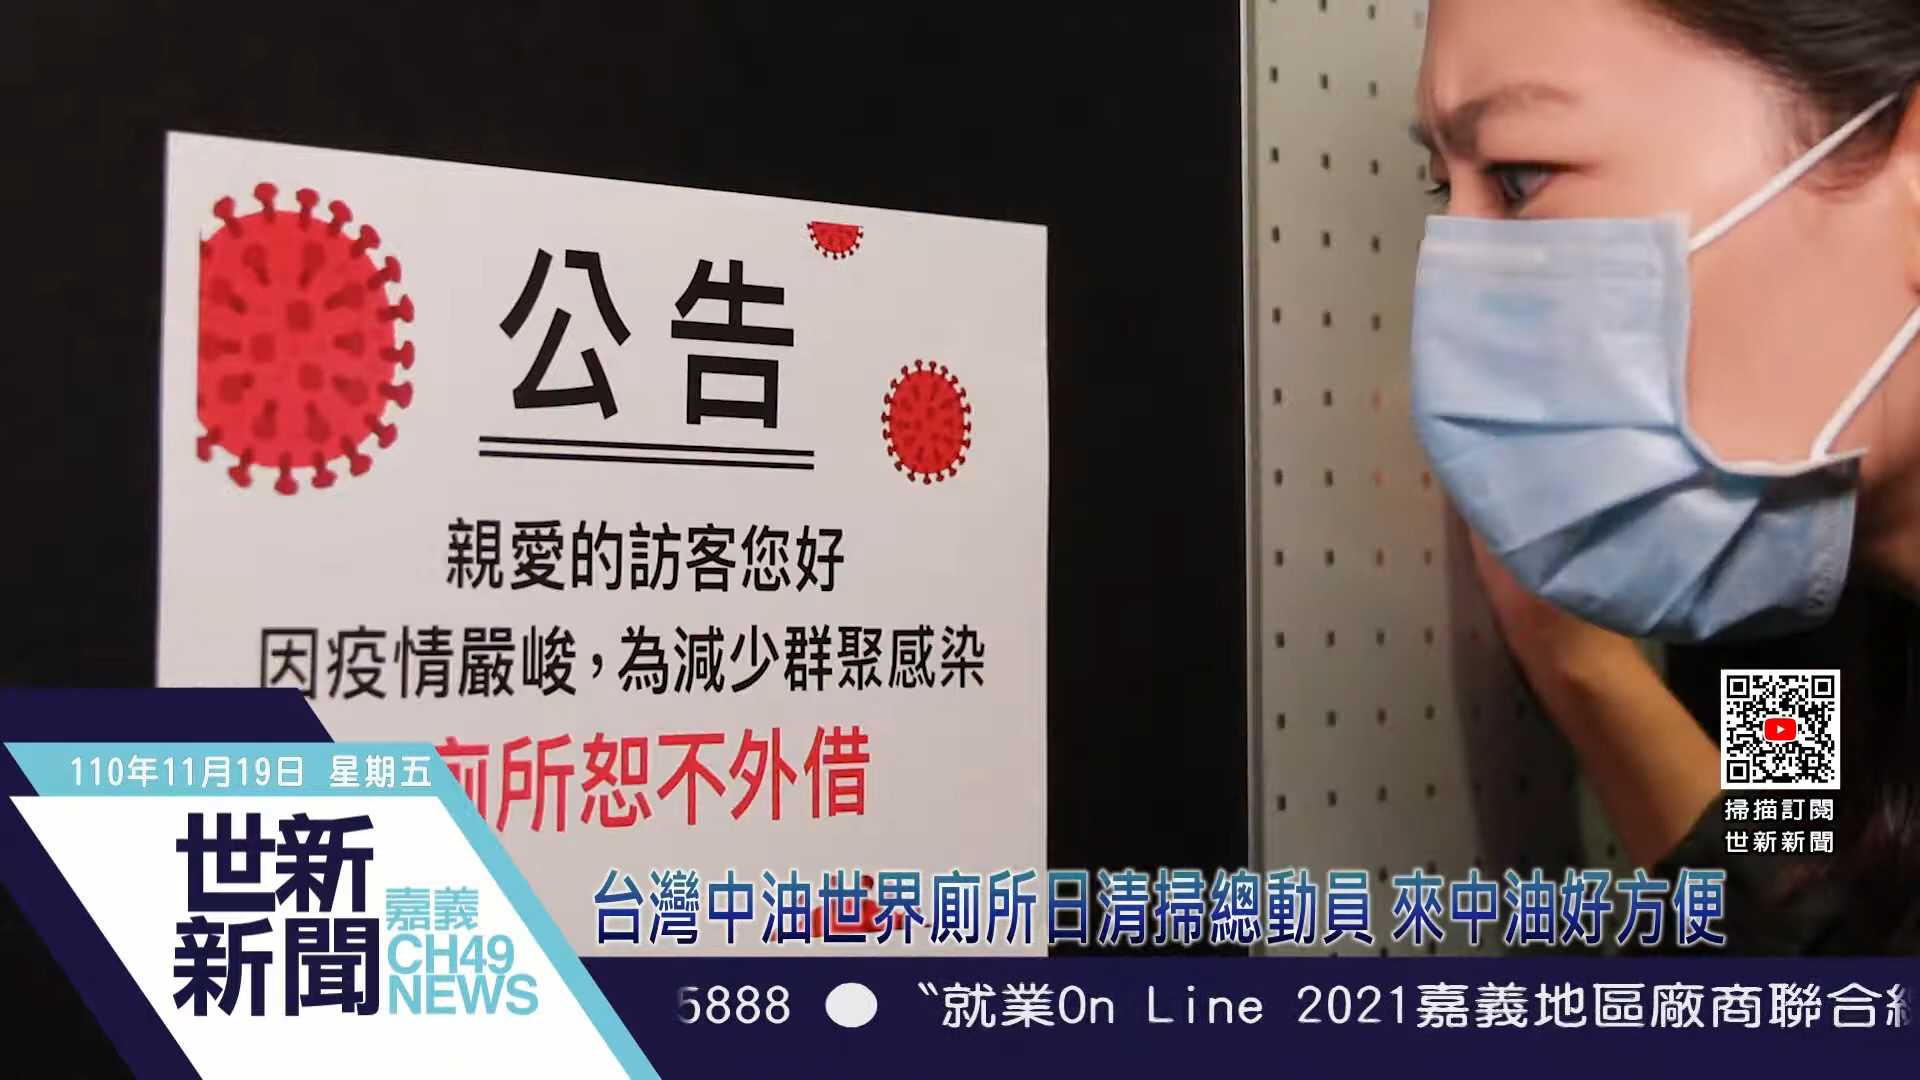 公告
親愛的訪客您好
因疫情嚴峻，為減少群聚感染
廁所恕不外借
掃描訂閱
世新新聞
110年11月19日 星期五
世新
新聞
嘉義
CH49
NEWS
台灣中油世界廁所日清掃總動員 來中油好方便
5888 ● 〝就業On Line 2021嘉義地區廠商聯合